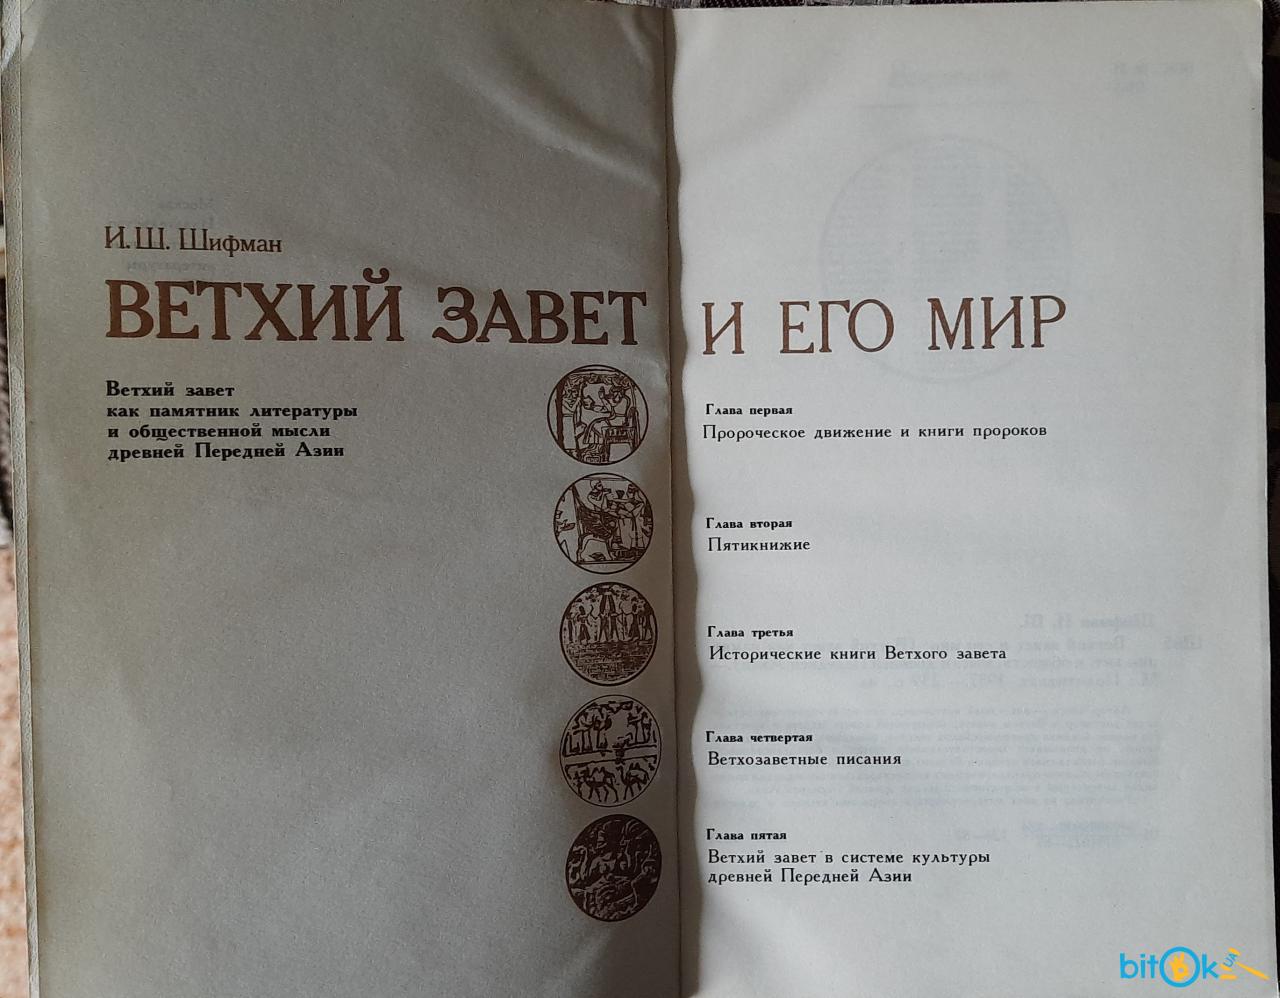 И. Ш. Шифман
ВЕТХИЙ ЗАВЕТ И ЕГО МИР
Ветхий завет
как памятник литературы
и общественной мысли
древней Передней Азии
Глава первая
Пророческое движение и книги пророков
Глава вторая
Пятикнижие
Глава третья
Исторические книги Ветхого завета
Глава четвертая
Ветхозаветные писания
Глава пятая
Ветхий завет в системе культуры
древней Передней Азии
bitOk UA